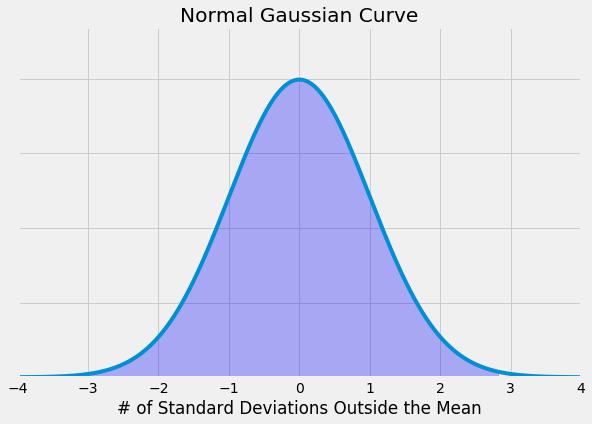 Normal Gaussian Curve
−4 −3 −2 −1 0 1 2 3 4
# of Standard Deviations Outside the Mean